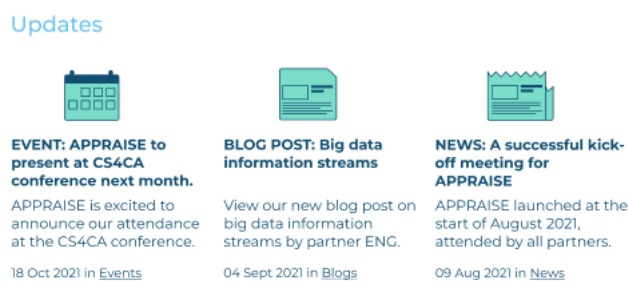 Updates
EVENT: APPRAISE to
present at CS4CA
conference next month.
APPRAISE is excited to
announce our attendance
at the CS4CA conference.
18 Oct 2021 in Events
BLOG POST: Big data
information streams
View our new blog post on
big data information
streams by partner ENG.
04 Sept 2021 in Blogs
NEWS: A successful kick-
off meeting for
APPRAISE
APPRAISE launched at the
start of August 2021,
attended by all partners.
09 Aug 2021 in News